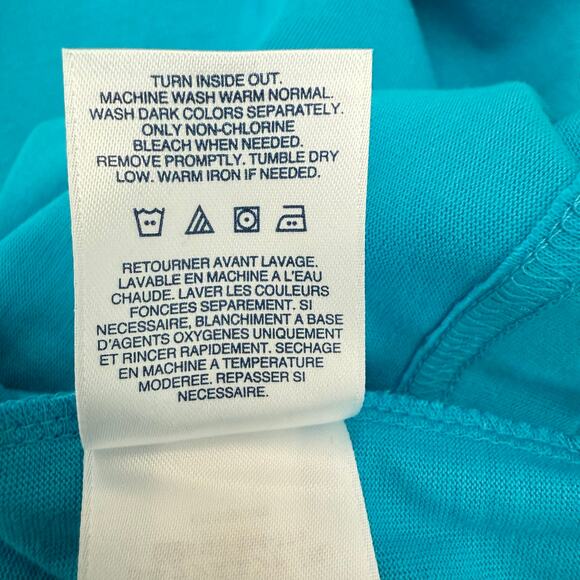 TURN INSIDE OUT.
MACHINE WASH WARM NORMAL.
WASH DARK COLORS SEPARATELY.
ONLY NON-CHLORINE
BLEACH WHEN NEEDED.
REMOVE PROMPTLY. TUMBLE DRY
LOW. WARM IRON IF NEEDED.
RETOURNER AVANT LAVAGE.
LAVABLE EN MACHINE A L'EAU
CHAUDE. LAVER LES COULEURS
FONCEES SEPAREMENT. SI
NECESSAIRE, BLANCHIMENT A BASE
D'AGENTS OXYGENES UNIQUEMENT
ET RINCER RAPIDEMENT. SECHAGE
EN MACHINE A TEMPERATURE
MODEREE. REPASSER SI
NECESSAIRE.